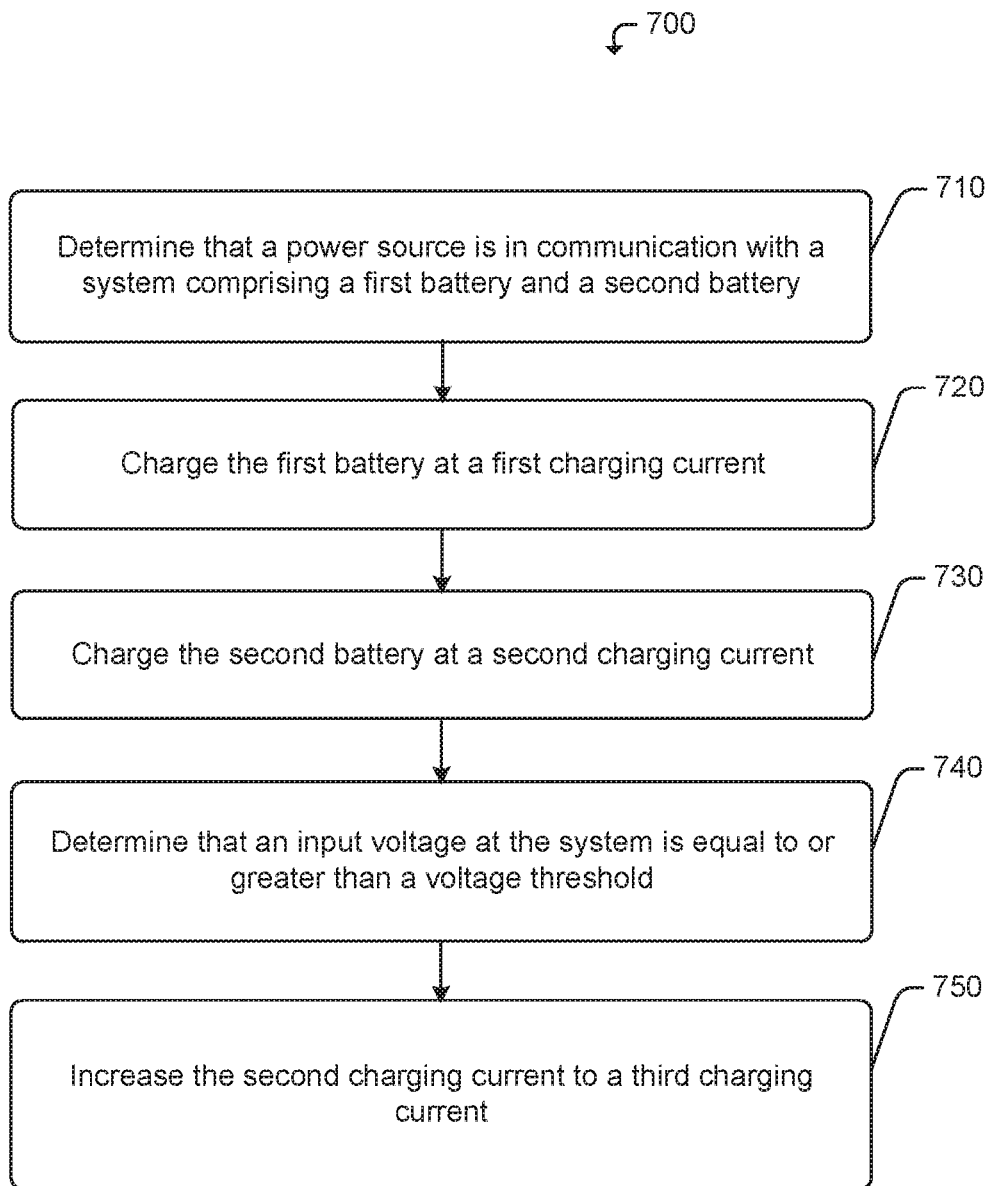 700
710
Determine that a power source is in communication with a
system comprising a first battery and a second battery
720
Charge the first battery at a first charging current
730
Charge the second battery at a second charging current
740
Determine that an input voltage at the system is equal to or
greater than a voltage threshold
750
Increase the second charging current to a third charging
current